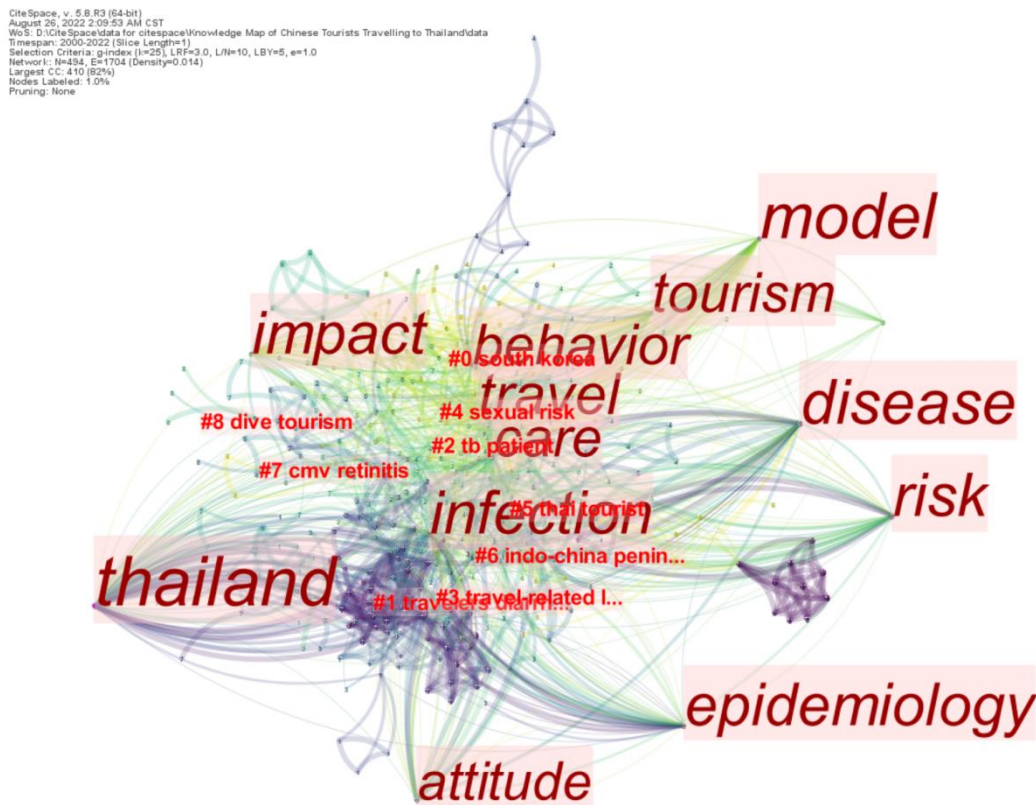 CiteSpace, v. 5.8.R3 (64-bit)
August 26, 2022 2:09:53 AM CST
WoS: D:\CiteSpace\data for citespace\Knowledge Map of Chinese Tourists Travelling to Thailand\data
Timespan: 2000-2022 (Slice Length=1)
Selection Criteria: g-index (k=25), LRF=3.0, L/N=10, LBY=5, e=1.0
Network: N=494, E=1704 (Density=0.014)
Largest CC: 410 (82%)
Nodes Labeled: 1.0%
Pruning: None
model
tourism
impact
behavior
#0 south korea
travel
disease
#4 sexual risk
#8 dive tourism
care
#2 tb patient
#7 cmv retinitis
risk
infection
#5 thai tourist
#6 indo-china penin...
thailand
#3 travel-related l...
#1 travelers
epidemiology
attitude